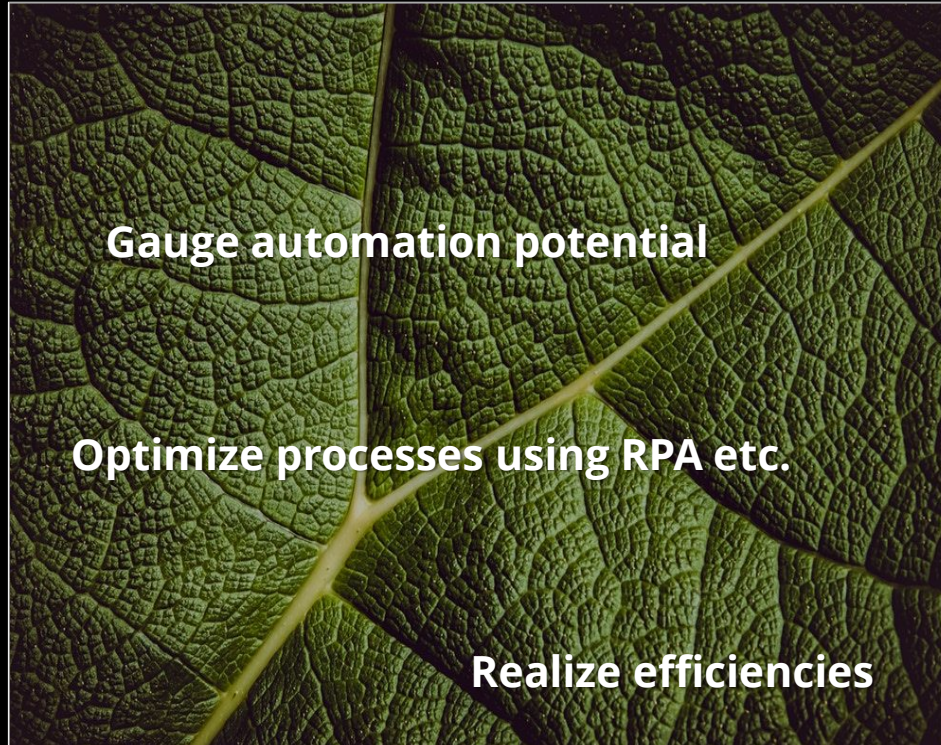 Gauge automation potential
Optimize processes using RPA etc.
Realize efficiencies